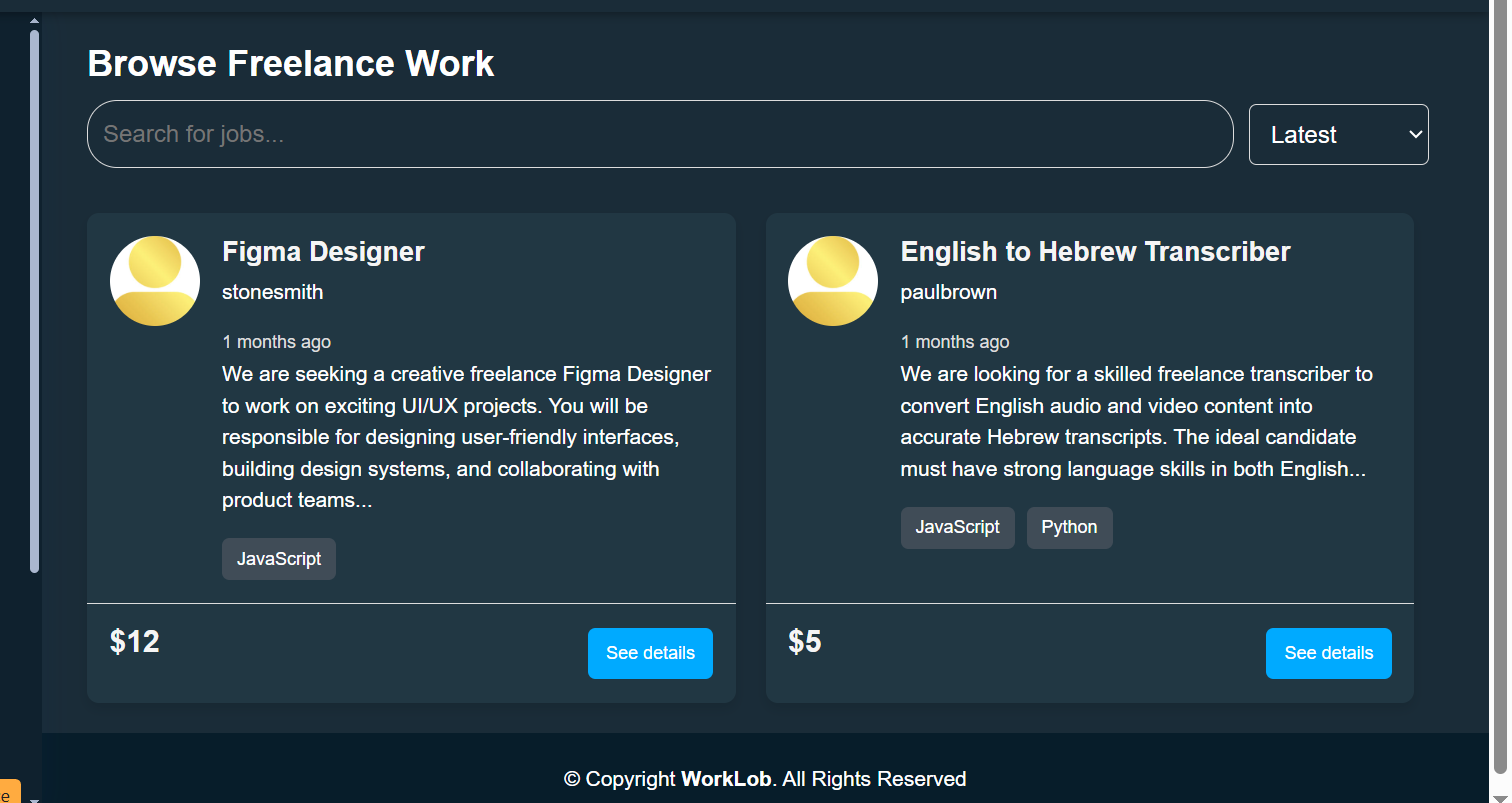 Browse Freelance Work
Search for jobs...
Latest
Figma Designer
stonesmith
1 months ago
We are seeking a creative freelance Figma Designer
to work on exciting UI/UX projects. You will be
responsible for designing user-friendly interfaces,
building design systems, and collaborating with
product teams...
JavaScript
$12
See details
English to Hebrew Transcriber
paulbrown
1 months ago
We are looking for a skilled freelance transcriber to
convert English audio and video content into
accurate Hebrew transcripts. The ideal candidate
must have strong language skills in both English...
JavaScript Python
$5
See details
© Copyright WorkLob. All Rights Reserved